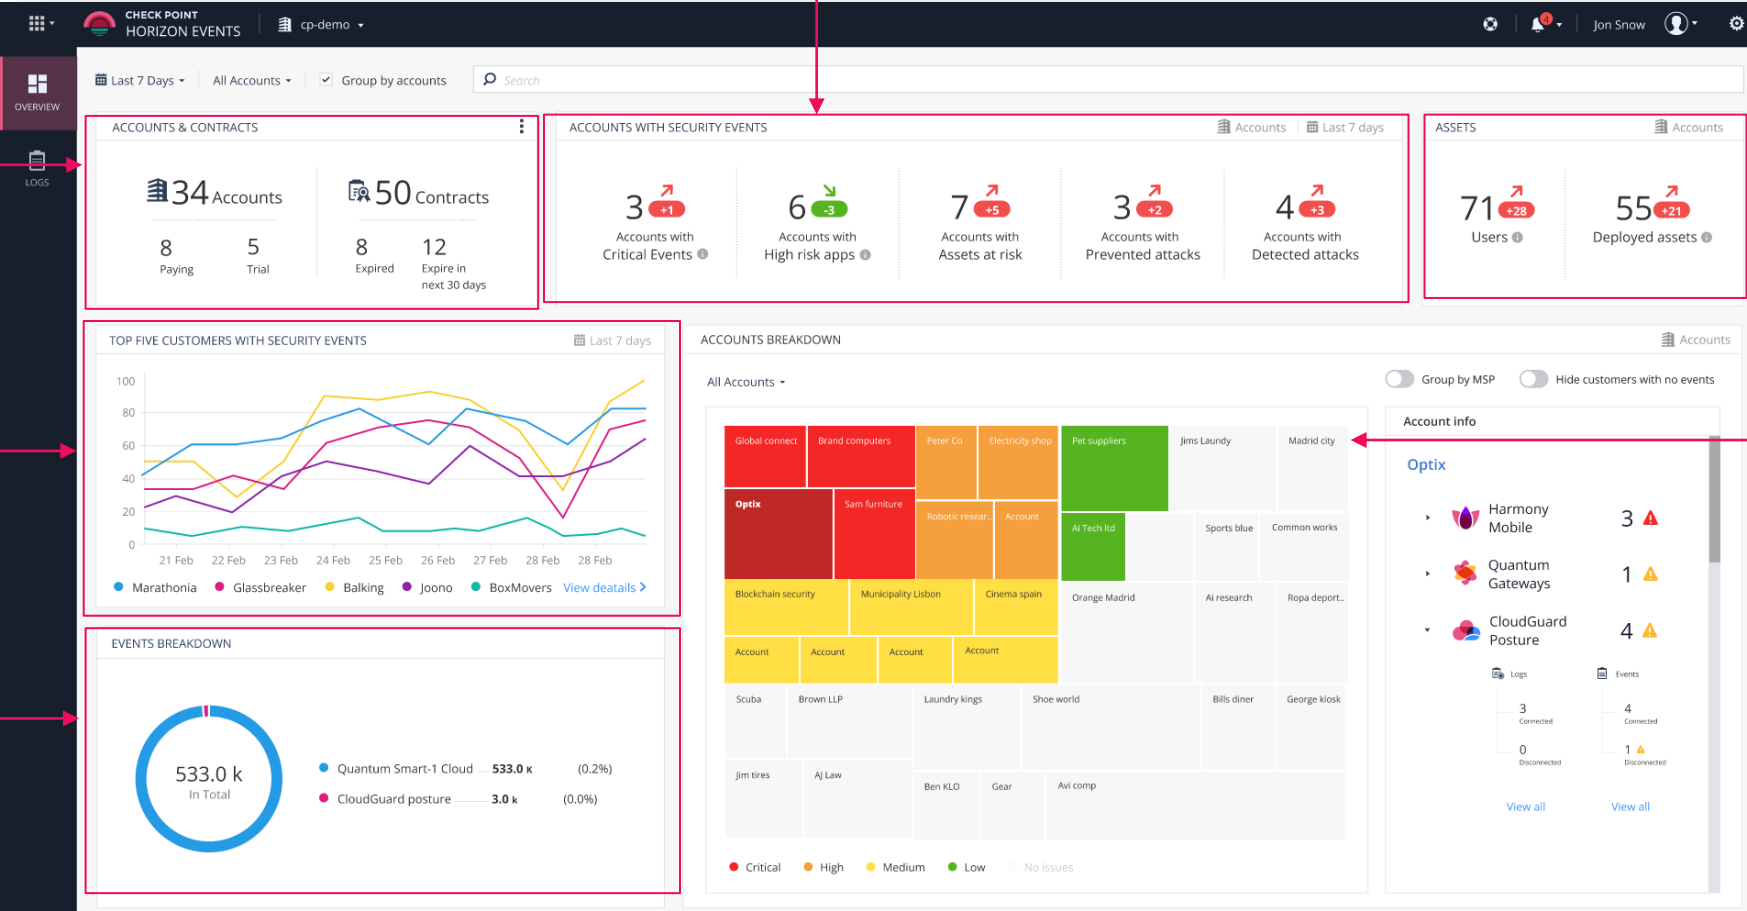 CHECK POINT
HORIZON EVENTS
cp-demo
4
Jon Snow
OVERVIEW
LOGS
Last 7 Days
All Accounts
Group by accounts
Search
ACCOUNTS & CONTRACTS
34 Accounts
8
Paying
5
Trial
50 Contracts
8
Expired
12
Expire in
next 30 days
ACCOUNTS WITH SECURITY EVENTS
Accounts
Last 7 days
3 +1
Accounts with
Critical Events
6 -3
Accounts with
High risk apps
7 +5
Accounts with
Assets at risk
3 +2
Accounts with
Prevented attacks
4 +3
Accounts with
Detected attacks
ASSETS
Accounts
71 +28
Users
55 +21
Deployed assets
TOP FIVE CUSTOMERS WITH SECURITY EVENTS
Last 7 days
100
80
60
40
20
0
21 Feb 22 Feb 23 Feb 24 Feb 25 Feb 26 Feb 27 Feb 28 Feb 28 Feb
Marathonia Glassbreaker Balking Joono BoxMovers View deatails
EVENTS BREAKDOWN
533.0 k
In Total
Quantum Smart-1 Cloud 533.0 K (0.2%)
CloudGuard posture 3.0 k (0.0%)
ACCOUNTS BREAKDOWN
Accounts
All Accounts
Group by MSP
Hide customers with no events
Global connect Brand computers Peter Co Electricity shop Pet suppliers Jims Laundy Madrid city
Optix Sam furniture Robotic resear.. Account Ai Tech ltd Sports blue Common works
Blockchain security Municipality Lisbon Cinema spain Orange Madrid Ai research Ropa deport..
Account Account Account Account
Scuba Brown LLP Laundry kings Shoe world Bills diner George kiosk
Jim tires AJ Law Ben KLO Gear Avi comp
Critical High Medium Low No issues
Account info
Optix
Harmony
Mobile
3
Quantum
Gateways
1
CloudGuard
Posture
4
Logs
3
Connected
0
Disconnected
View all
Events
4
Connected
1
Disconnected
View all